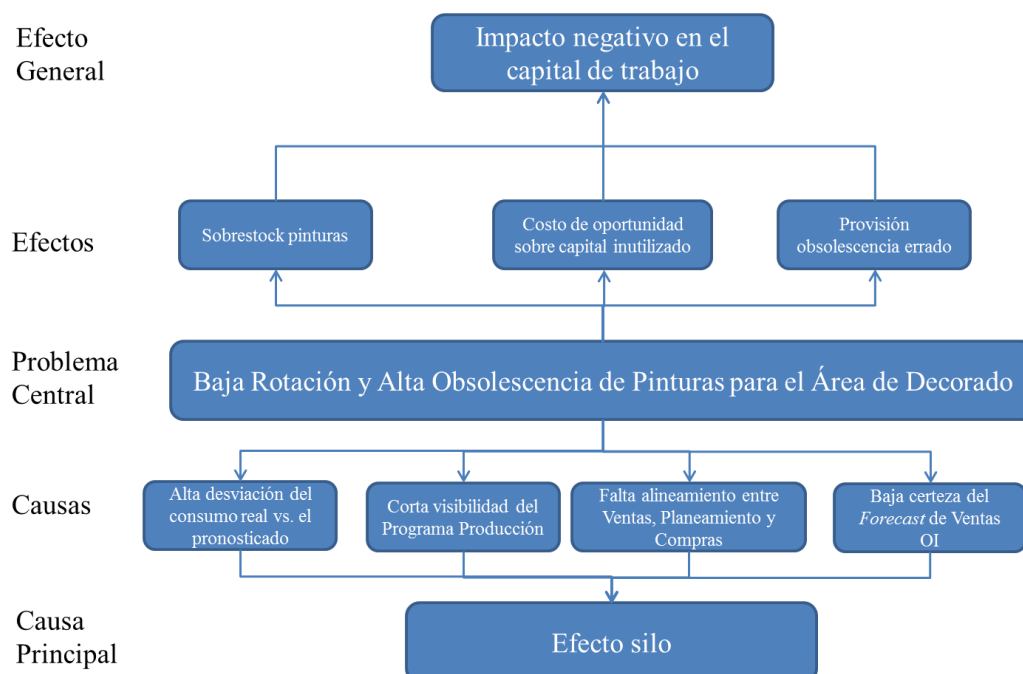 Efecto
General
Impacto negativo en el
capital de trabajo
Efectos
Sobrestock pinturas
Costo de oportunidad
sobre capital inutilizado
Provisión
obsolescencia errado
Problema
Central
Baja Rotación y Alta Obsolescencia de Pinturas para el Área de Decorado
Causas
Alta desviación del
consumo real vs. el
pronosticado
Corta visibilidad del
Programa Producción
Falta alineamiento entre
Ventas, Planeamiento y
Compras
Baja certeza del
Forecast de Ventas
OI
Causa
Principal
Efecto silo